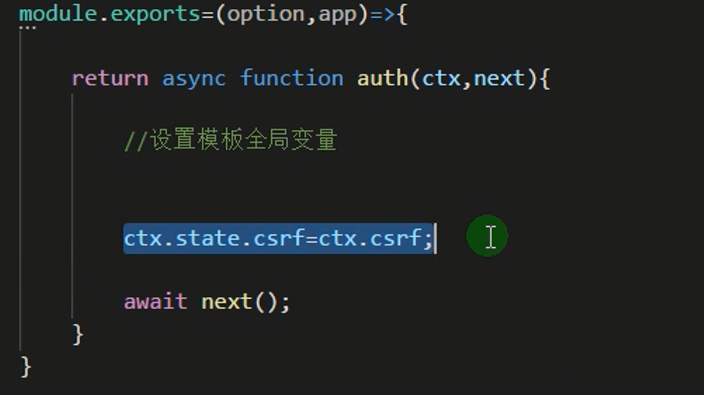 module.exports=(option,app)=>{
return async function auth(ctx,next){
//设置模板全局变量
ctx.state.csrf=ctx.csrf;
await next();
}
}